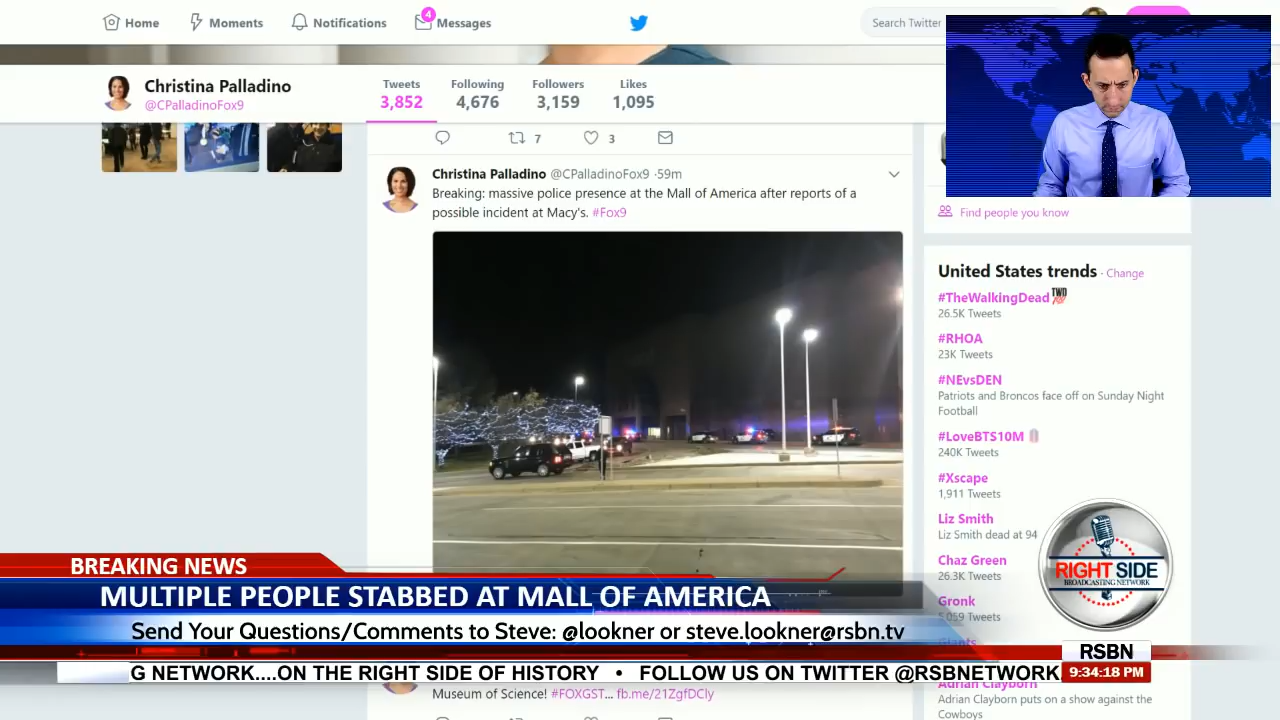 Home
Moments
Notifications
4
Messages
Search Twitter
Christina Palladino
@CPalladinoFox9
Tweets
3,852
Following
4,676
Followers
3,159
Likes
1,095
7
3
Christina Palladino @CPalladinoFox9 · 59m
Breaking: massive police presence at the Mall of America after reports of a
possible incident at Macy's. #Fox9
Find people you know
United States trends · Change
#TheWalkingDead
26.5K Tweets
#RHOA
23K Tweets
#NEvsDEN
Patriots and Broncos face off on Sunday Night
Football
#LoveBTS10M
240K Tweets
#Xscape
1,911 Tweets
Liz Smith
Liz Smith dead at 94
Chaz Green
26.3K Tweets
Gronk
5,059 Tweets
Giants
Adrian Clayborn
Adrian Clayborn puts on a show against the
Cowboys
RIGHT SIDE
BROADCASTING NETWORK
BREAKING NEWS
MULTIPLE PEOPLE STABBED AT MALL OF AMERICA
Send Your Questions/Comments to Steve: @lookner or steve.lookner@rsbn.tv
RSBN
9:34:18 PM
G NETWORK....ON THE RIGHT SIDE OF HISTORY • FOLLOW US ON TWITTER @RSBNETWORK
Museum of Science! #FOXGST... fb.me/21ZgfDCly